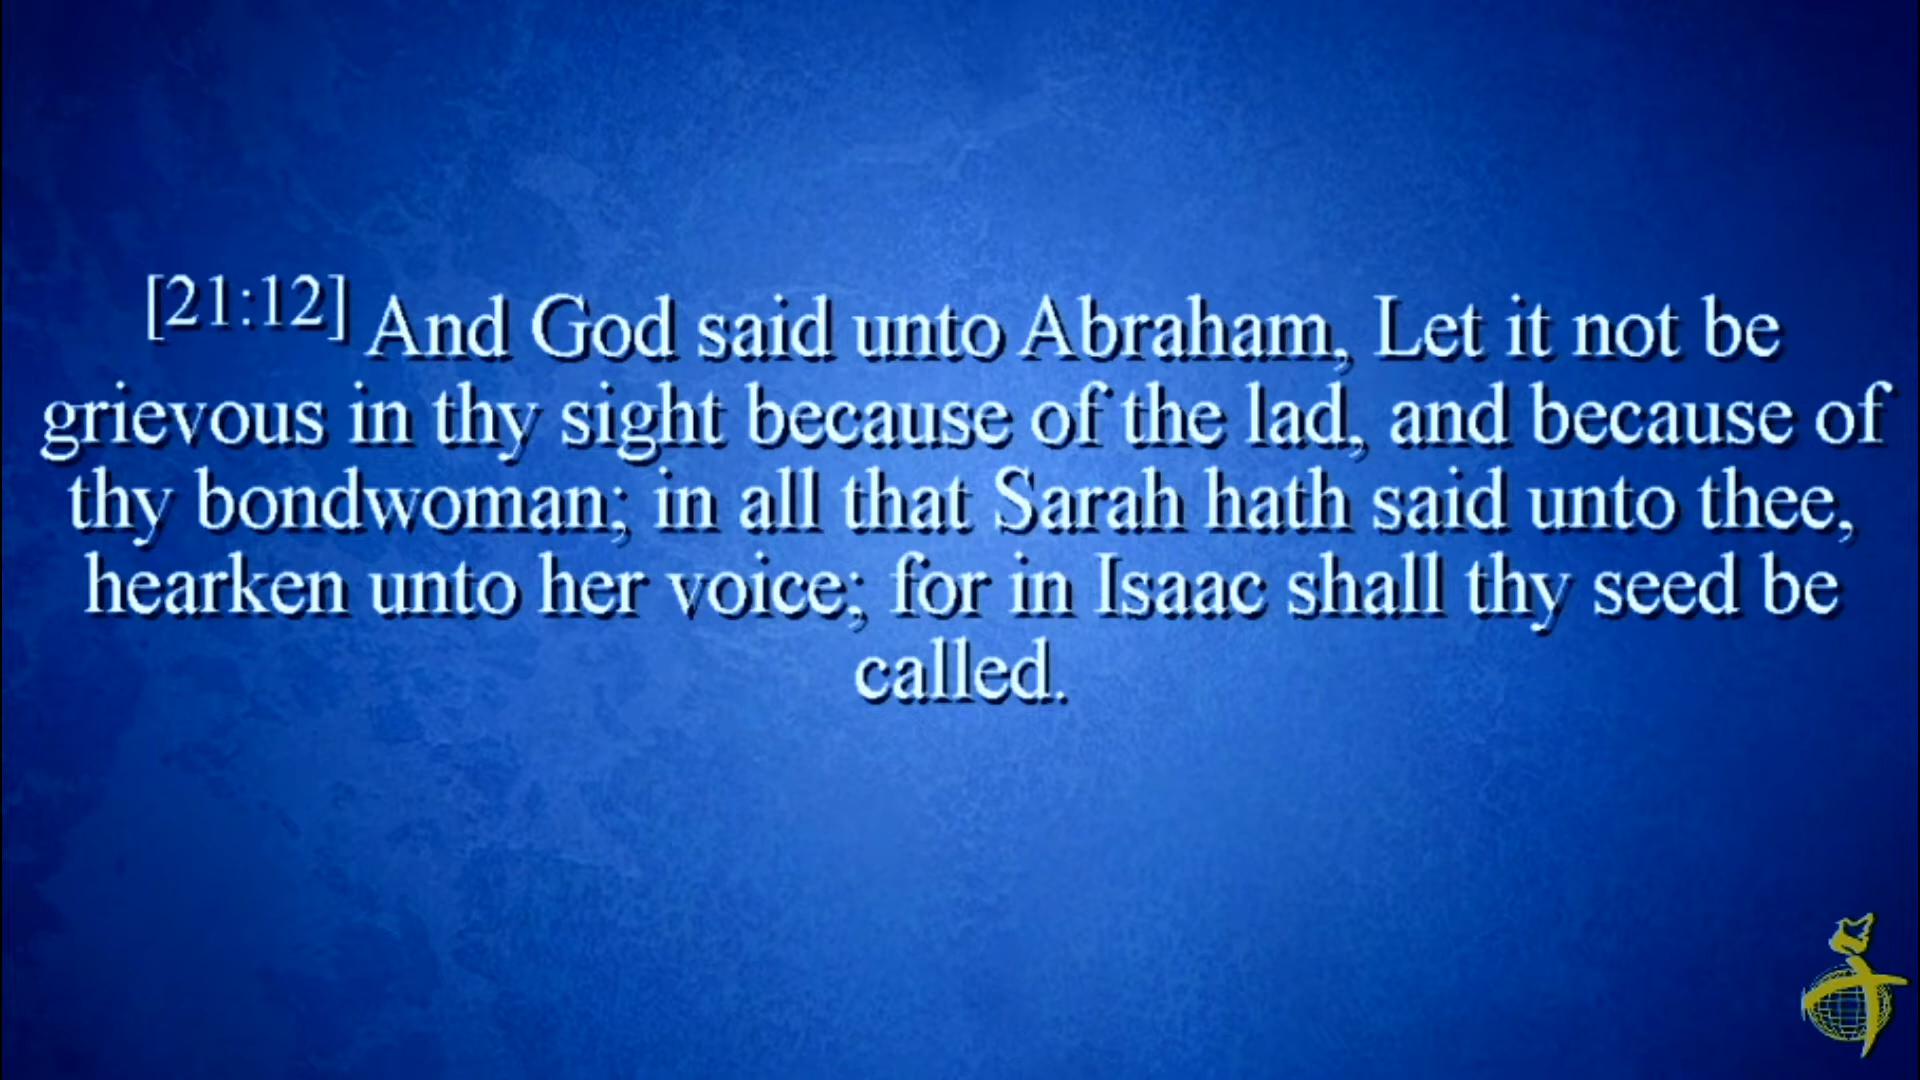 [21:12] And God said unto Abraham, Let it not be
grievous in thy sight because of the lad, and because of
thy bondwoman; in all that Sarah hath said unto thee,
hearken unto her voice; for in Isaac shall thy seed be
called.